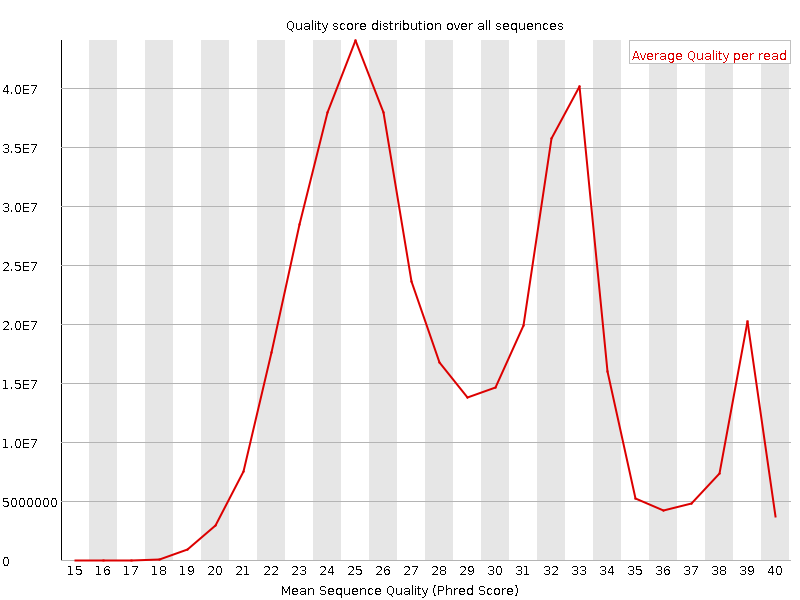 Quality score distribution over all sequences
Average Quality per read
4.0E7
3.5E7
3.0E7
2.5E7
2.0E7
1.5E7
1.0E7
5000000
0
15 16 17 18 19 20 21 22 23 24 25 26 27 28 29 30 31 32 33 34 35 36 37 38 39 40
Mean Sequence Quality (Phred Score)